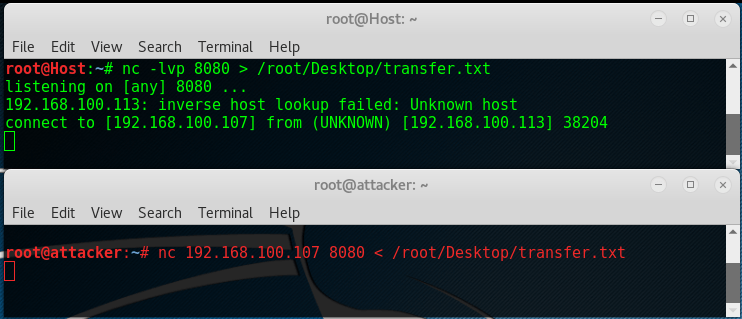 root@Host: ~
File Edit View Search Terminal Help
root@Host:~# nc -lvp 8080 > /root/Desktop/transfer.txt
listening on [any] 8080 ...
192.168.100.113: inverse host lookup failed: Unknown host
connect to [192.168.100.107] from (UNKNOWN) [192.168.100.113] 38204
root@attacker: ~
File Edit View Search Terminal Help
root@attacker:~# nc 192.168.100.107 8080 < /root/Desktop/transfer.txt